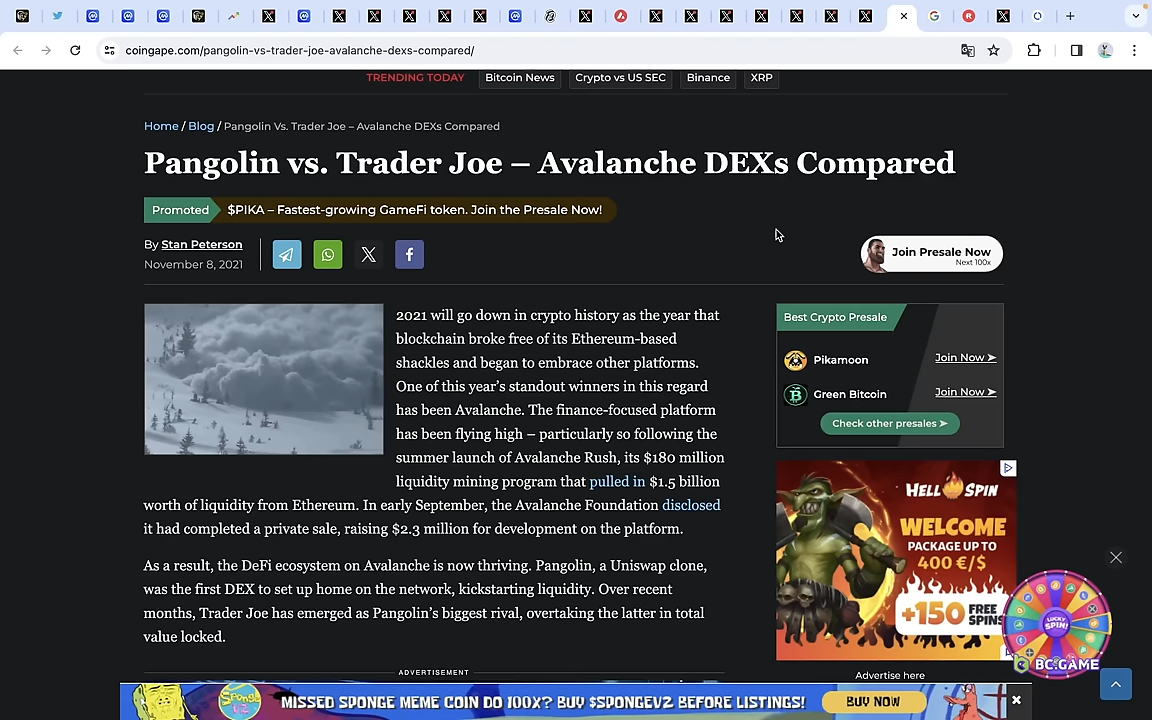 coingape.com/pangolin-vs-trader-joe-avalanche-dexs-compared/
TRENDING TODAY Bitcoin News Crypto vs US SEC Binance XRP
Home / Blog / Pangolin Vs. Trader Joe – Avalanche DEXs Compared
Pangolin vs. Trader Joe – Avalanche DEXs Compared
Promoted $PIKA – Fastest-growing GameFi token. Join the Presale Now!
By Stan Peterson
November 8, 2021
Join Presale Now
Next 100x
2021 will go down in crypto history as the year that
blockchain broke free of its Ethereum-based
shackles and began to embrace other platforms.
One of this year's standout winners in this regard
has been Avalanche. The finance-focused platform
has been flying high – particularly so following the
summer launch of Avalanche Rush, its $180 million
liquidity mining program that pulled in $1.5 billion
worth of liquidity from Ethereum. In early September, the Avalanche Foundation disclosed
it had completed a private sale, raising $2.3 million for development on the platform.
As a result, the DeFi ecosystem on Avalanche is now thriving. Pangolin, a Uniswap clone,
was the first DEX to set up home on the network, kickstarting liquidity. Over recent
months, Trader Joe has emerged as Pangolin's biggest rival, overtaking the latter in total
value locked.
ADVERTISEMENT
Best Crypto Presale
Pikamoon Join Now ➤
Green Bitcoin Join Now ➤
Check other presales ➤
HELL SPIN
WELCOME
PACKAGE UP TO
400 €/$
+150 FREE
SPINS
LUCKY
SPIN!
BC.GAME
Advertise here
Sponge
V2
MISSED SPONGE MEME COIN DO 100X? BUY $SPONGEV2 BEFORE LISTINGS!
BUY NOW